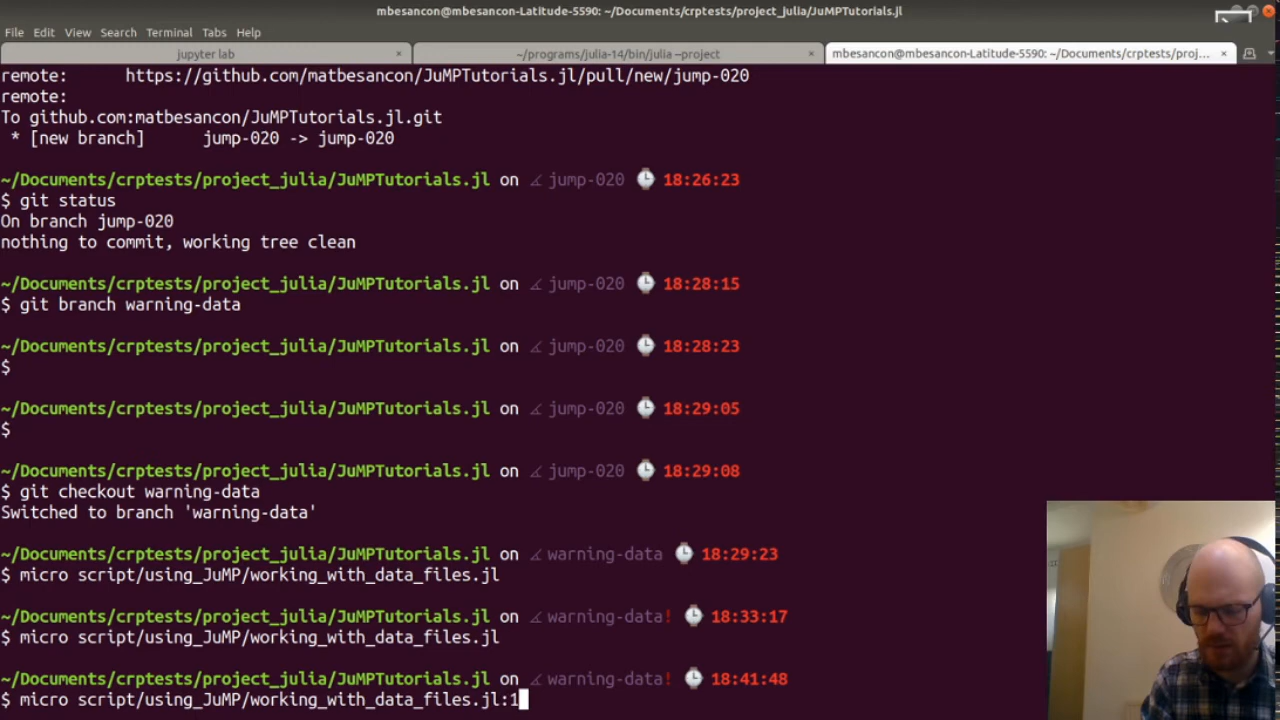 mbesancon@mbesancon-Latitude-5590: ~/Documents/crptests/project_julia/JuMPTutorials.jl
File Edit View Search Terminal Tabs Help
jupyter lab × ~/programs/julia-14/bin/julia --project × mbesancon@mbesancon-Latitude-5590: ~/Documents/crptests/proj... ×
remote:      https://github.com/matbesancon/JuMPTutorials.jl/pull/new/jump-020
remote:
To github.com:matbesancon/JuMPTutorials.jl.git
 * [new branch]      jump-020 -> jump-020
~/Documents/crptests/project_julia/JuMPTutorials.jl on jump-020 18:26:23
$ git status
On branch jump-020
nothing to commit, working tree clean
~/Documents/crptests/project_julia/JuMPTutorials.jl on jump-020 18:28:15
$ git branch warning-data
~/Documents/crptests/project_julia/JuMPTutorials.jl on jump-020 18:28:23
$
~/Documents/crptests/project_julia/JuMPTutorials.jl on jump-020 18:29:05
$
~/Documents/crptests/project_julia/JuMPTutorials.jl on jump-020 18:29:08
$ git checkout warning-data
Switched to branch 'warning-data'
~/Documents/crptests/project_julia/JuMPTutorials.jl on warning-data 18:29:23
$ micro script/using_JuMP/working_with_data_files.jl
~/Documents/crptests/project_julia/JuMPTutorials.jl on warning-data! 18:33:17
$ micro script/using_JuMP/working_with_data_files.jl
~/Documents/crptests/project_julia/JuMPTutorials.jl on warning-data! 18:41:48
$ micro script/using_JuMP/working_with_data_files.jl:1